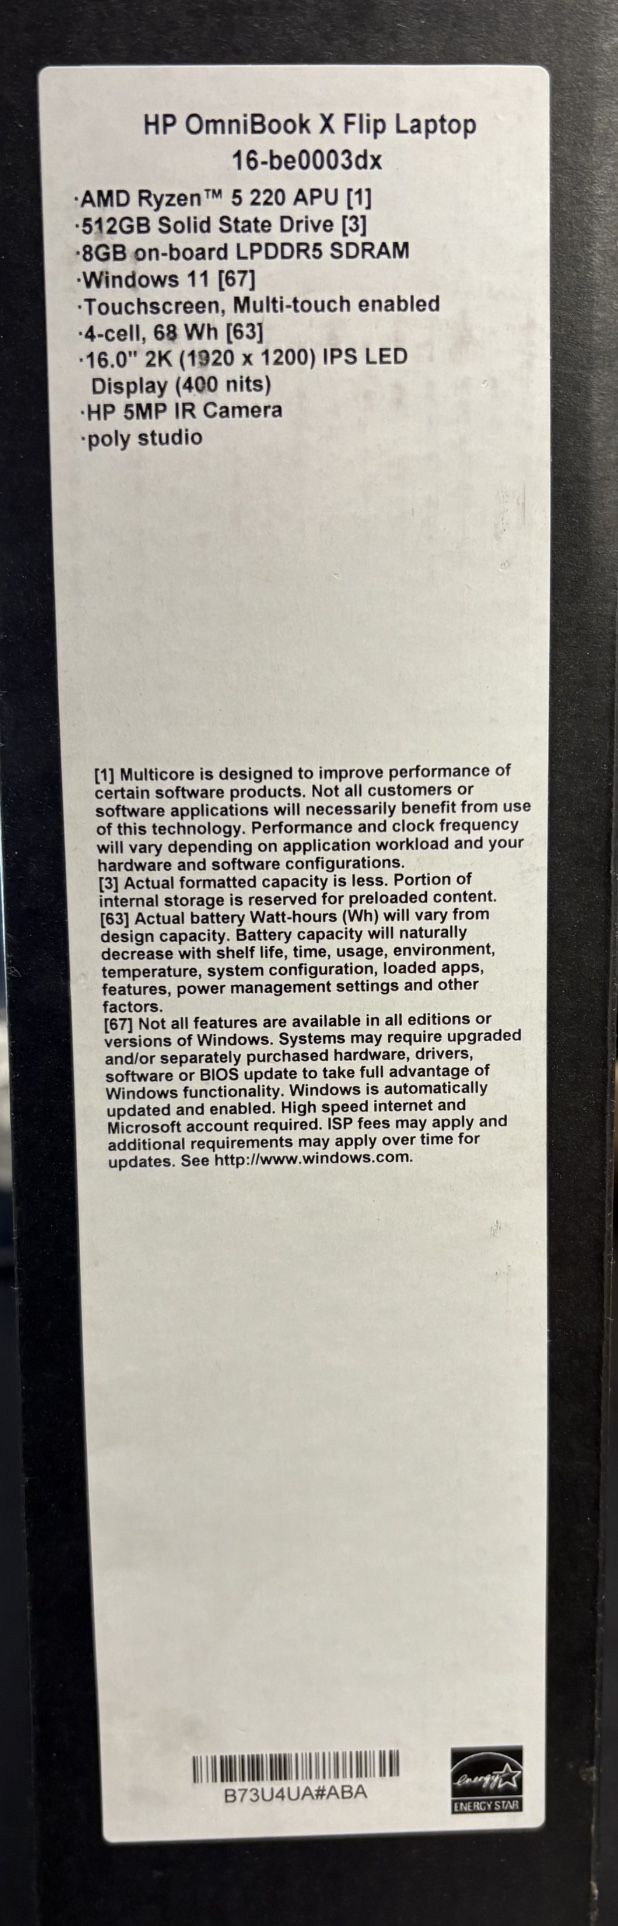 HP OmniBook X Flip Laptop
16-be0003dx
·AMD Ryzen™ 5 220 APU [1]
·512GB Solid State Drive [3]
·8GB on-board LPDDR5 SDRAM
·Windows 11 [67]
·Touchscreen, Multi-touch enabled
·4-cell, 68 Wh [63]
·16.0" 2K (1920 x 1200) IPS LED
Display (400 nits)
·HP 5MP IR Camera
·poly studio
[1] Multicore is designed to improve performance of
certain software products. Not all customers or
software applications will necessarily benefit from use
of this technology. Performance and clock frequency
will vary depending on application workload and your
hardware and software configurations.
[3] Actual formatted capacity is less. Portion of
internal storage is reserved for preloaded content.
[63] Actual battery Watt-hours (Wh) will vary from
design capacity. Battery capacity will naturally
decrease with shelf life, time, usage, environment,
temperature, system configuration, loaded apps,
features, power management settings and other
factors.
[67] Not all features are available in all editions or
versions of Windows. Systems may require upgraded
and/or separately purchased hardware, drivers,
software or BIOS update to take full advantage of
Windows functionality. Windows is automatically
updated and enabled. High speed internet and
Microsoft account required. ISP fees may apply and
additional requirements may apply over time for
updates. See http://www.windows.com.
B73U4UA#ABA
energy
ENERGY STAR